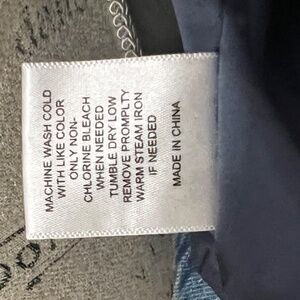 MACHINE WASH COLD
WITH LIKE COLOR
ONLY NON-
CHLORINE BLEACH
WHEN NEEDED
TUMBLE DRY LOW
REMOVE PROMPLTY
WARM STEAM IRON
IF NEEDED
MADE IN CHINA